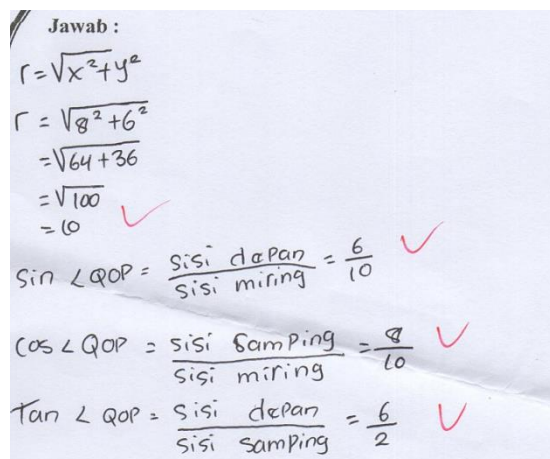 Jawab :
r = √x²+y²
r = √8²+6²
= √64+36
= √100
= 10
Sin ∠QOP = sisi depan / sisi miring = 6/10
Cos ∠QOP = sisi samping / sisi miring = 8/10
Tan ∠QOP = sisi depan / sisi samping = 6/2